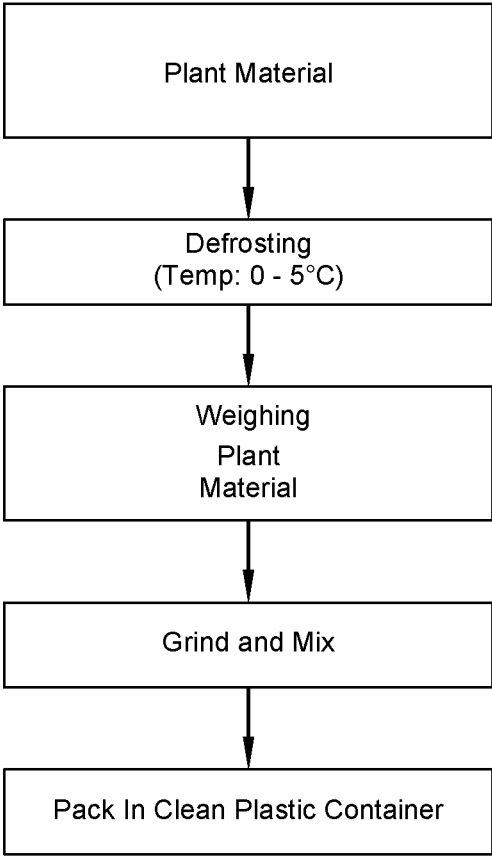 Plant Material
Defrosting
(Temp: 0 - 5°C)
Weighing
Plant
Material
Grind and Mix
Pack In Clean Plastic Container